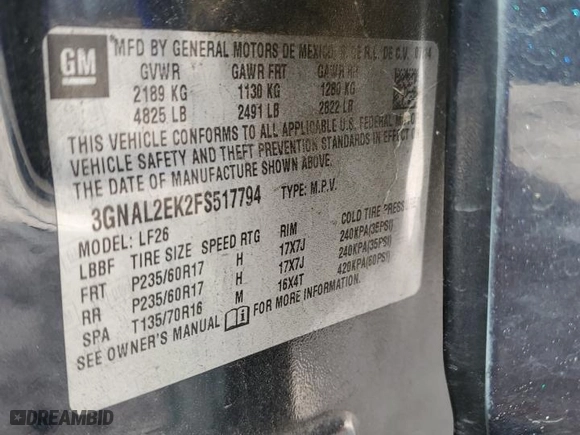 GM
MFD BY GENERAL MOTORS DE MEXICO, S. DE R.L. DE C.V.
GVWR GAWR FRT GAWR RR
2189 KG 1130 KG 1280 KG
4825 LB 2491 LB 2822 LB
THIS VEHICLE CONFORMS TO ALL APPLICABLE U.S. FEDERAL
VEHICLE SAFETY AND THEFT PREVENTION STANDARDS IN EFFECT ON
THE DATE OF MANUFACTURE SHOWN ABOVE.
3GNAL2EK2FS517794 TYPE: M.P.V.
MODEL: LF26
LBBF TIRE SIZE SPEED RTG RIM COLD TIRE PRESSURE
FRT P235/60R17 H 17X7J 240KPA(35PSI)
RR P235/60R17 H 17X7J 240KPA(35PSI)
SPA T135/70R16 M 16X4T 420KPA(60PSI)
SEE OWNER'S MANUAL FOR MORE INFORMATION.
DREAMBID